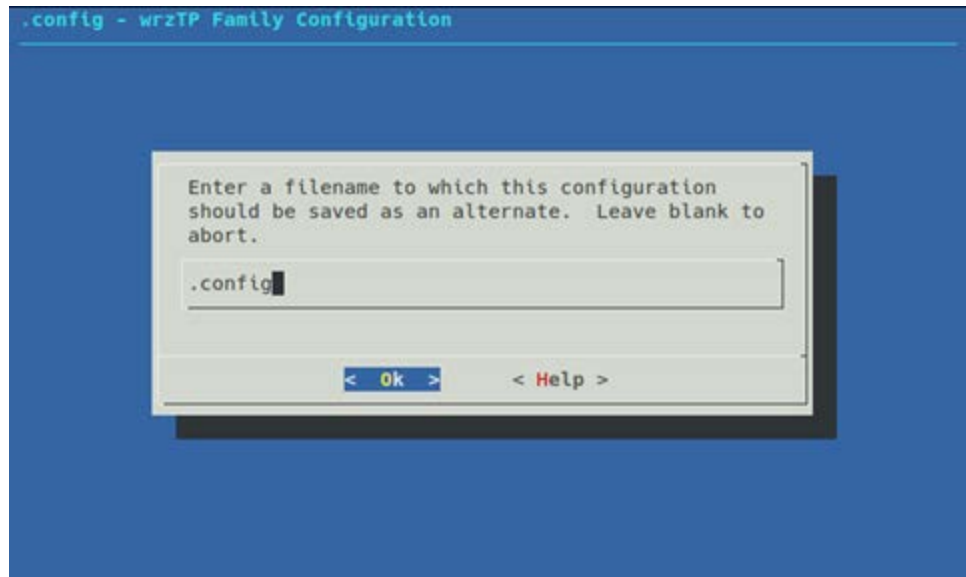 .config - wrzTP Family Configuration
Enter a filename to which this configuration
should be saved as an alternate.  Leave blank to
abort.
.config
< Ok > < Help >